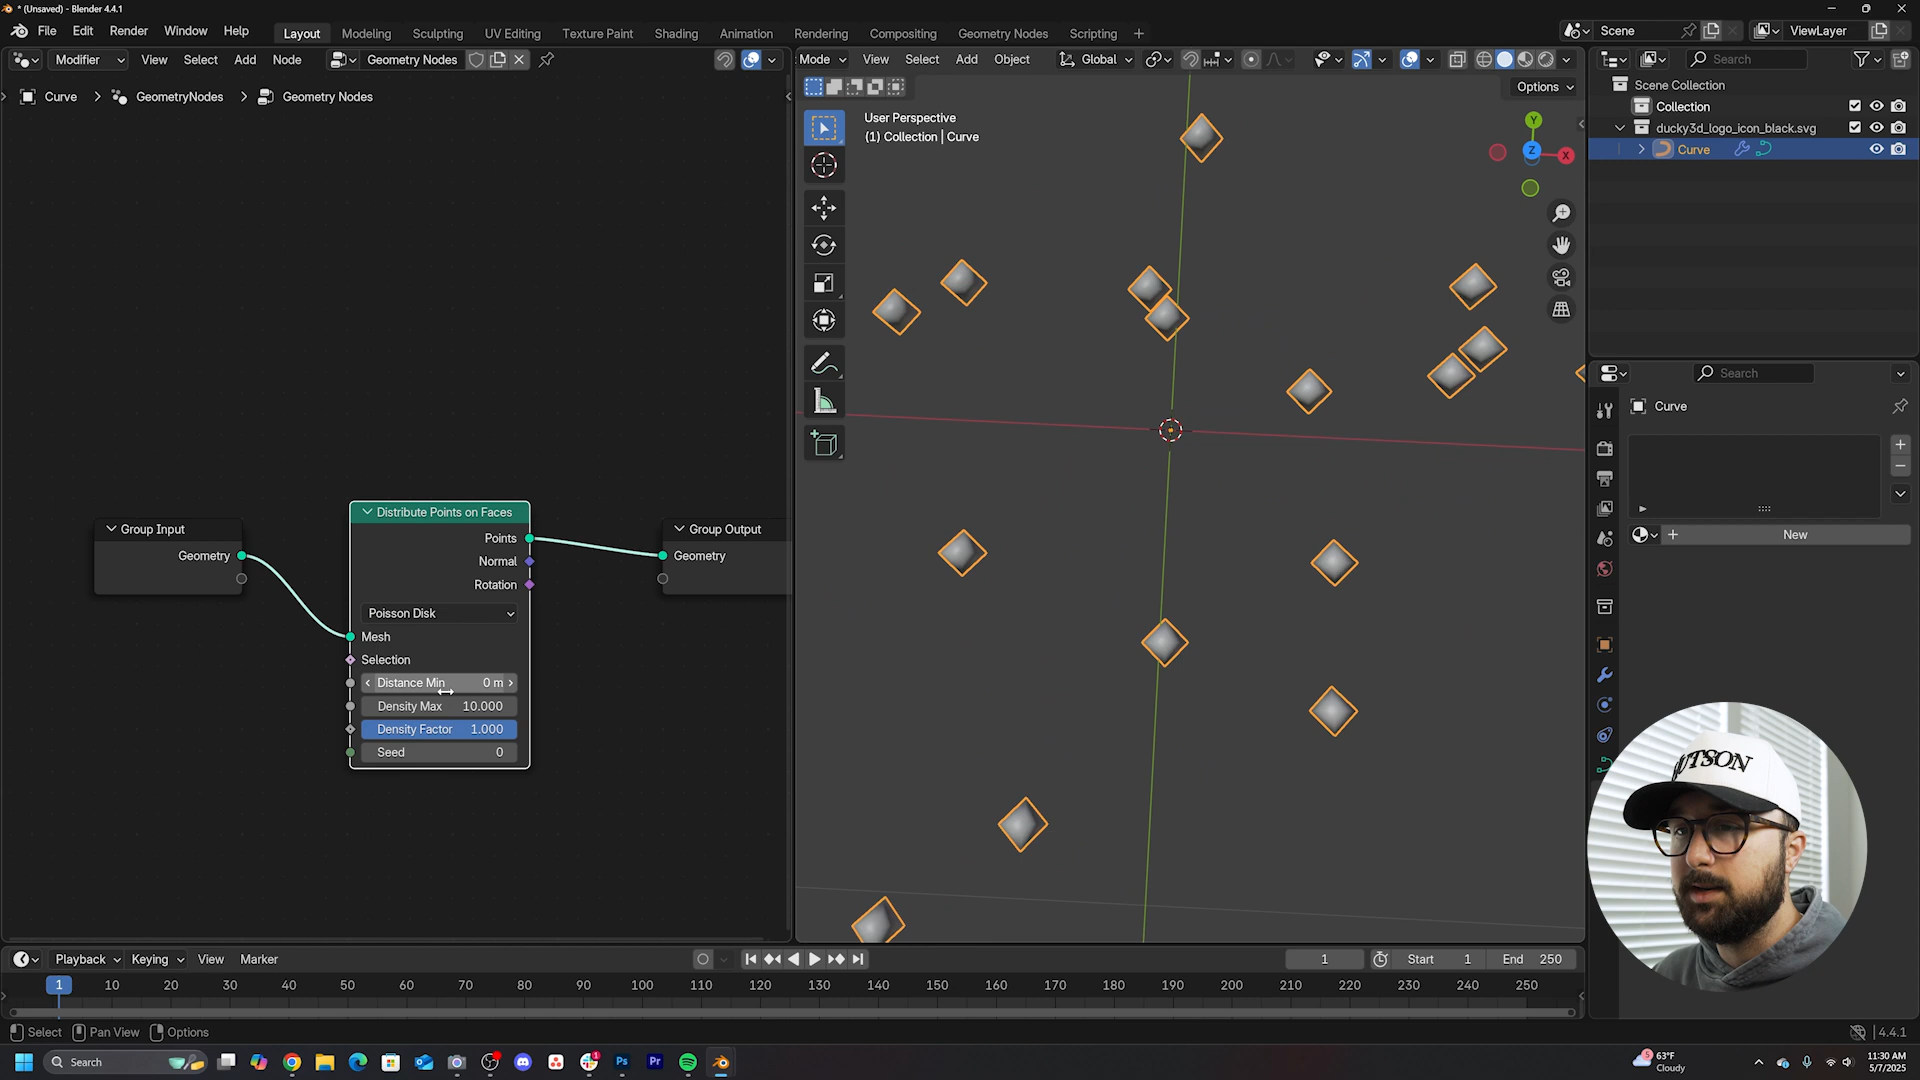 * (Unsaved) - Blender 4.4.1
File Edit Render Window Help
Layout Modeling Sculpting UV Editing Texture Paint Shading Animation Rendering Compositing Geometry Nodes Scripting +
Scene
ViewLayer
Modifier View Select Add Node Geometry Nodes
Mode View Select Add Object Global
Search
Curve > GeometryNodes > Geometry Nodes
Options
User Perspective
(1) Collection | Curve
Y
Z
X
Scene Collection
Collection
ducky3d_logo_icon_black.svg
Curve
Search
Curve
New
Group Input
Geometry
Distribute Points on Faces
Points
Normal
Rotation
Poisson Disk
Mesh
Selection
Distance Min 0 m
Density Max 10.000
Density Factor 1.000
Seed 0
Group Output
Geometry
UTSON
Playback Keying View Marker
1
Start 1
End 250
1 10 20 30 40 50 60 70 80 90 100 110 120 130 140 150 160 170 180 190 200 210 220 230 240 250
Select Pan View Options
4.4.1
Search
1
Ps
Pr
5
63°F
Cloudy
11:30 AM
5/7/2025